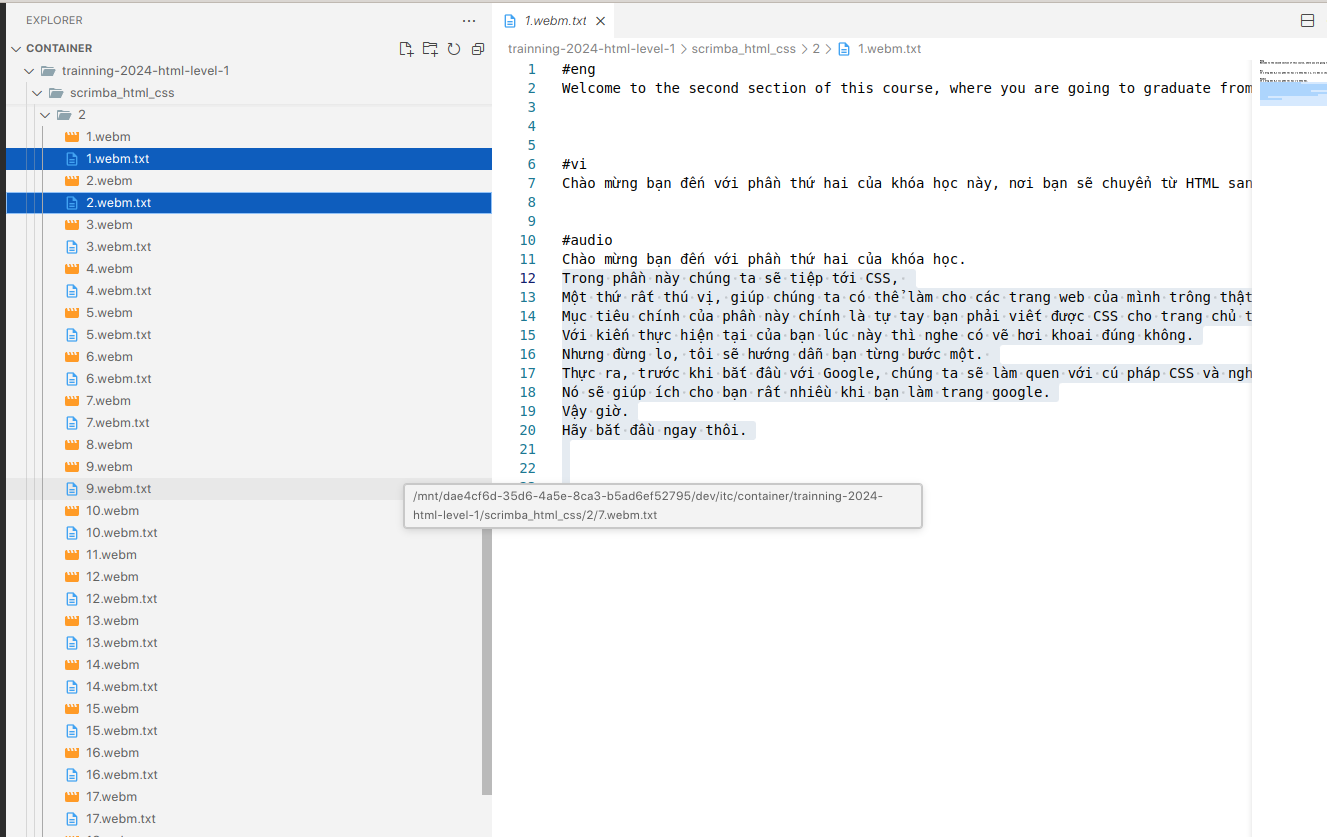 EXPLORER
CONTAINER
trainning-2024-html-level-1
scrimba_html_css
2
1.webm
1.webm.txt
2.webm
2.webm.txt
3.webm
3.webm.txt
4.webm
4.webm.txt
5.webm
5.webm.txt
6.webm
6.webm.txt
7.webm
7.webm.txt
8.webm
9.webm
9.webm.txt
10.webm
10.webm.txt
11.webm
12.webm
12.webm.txt
13.webm
13.webm.txt
14.webm
14.webm.txt
15.webm
15.webm.txt
16.webm
16.webm.txt
17.webm
17.webm.txt
1.webm.txt
trainning-2024-html-level-1 > scrimba_html_css > 2 > 1.webm.txt
1 #eng
2 Welcome to the second section of this course, where you are going to graduate from
3
4
5
6 #vi
7 Chào mừng bạn đến với phần thứ hai của khóa học này, nơi bạn sẽ chuyển từ HTML san
8
9
10 #audio
11 Chào mừng bạn đến với phần thứ hai của khóa học.
12 Trong phần này chúng ta sẽ tiệp tới CSS,
13 Một thứ rất thú vị, giúp chúng ta có thể làm cho các trang web của mình trông thật
14 Mục tiêu chính của phần này chính là tự tay bạn phải viết được CSS cho trang chủ t
15 Với kiến thực hiện tại của bạn lúc này thì nghe có vẽ hơi khoai đúng không.
16 Nhưng đừng lo, tôi sẽ hướng dẫn bạn từng bước một.
17 Thực ra, trước khi bắt đầu với Google, chúng ta sẽ làm quen với cú pháp CSS và ngh
18 Nó sẽ giúp ích cho bạn rất nhiều khi bạn làm trang google.
19 Vậy giờ.
20 Hãy bắt đầu ngay thôi.
21
22
/mnt/dae4cf6d-35d6-4a5e-8ca3-b5ad6ef52795/dev/itc/container/trainning-2024-
html-level-1/scrimba_html_css/2/7.webm.txt